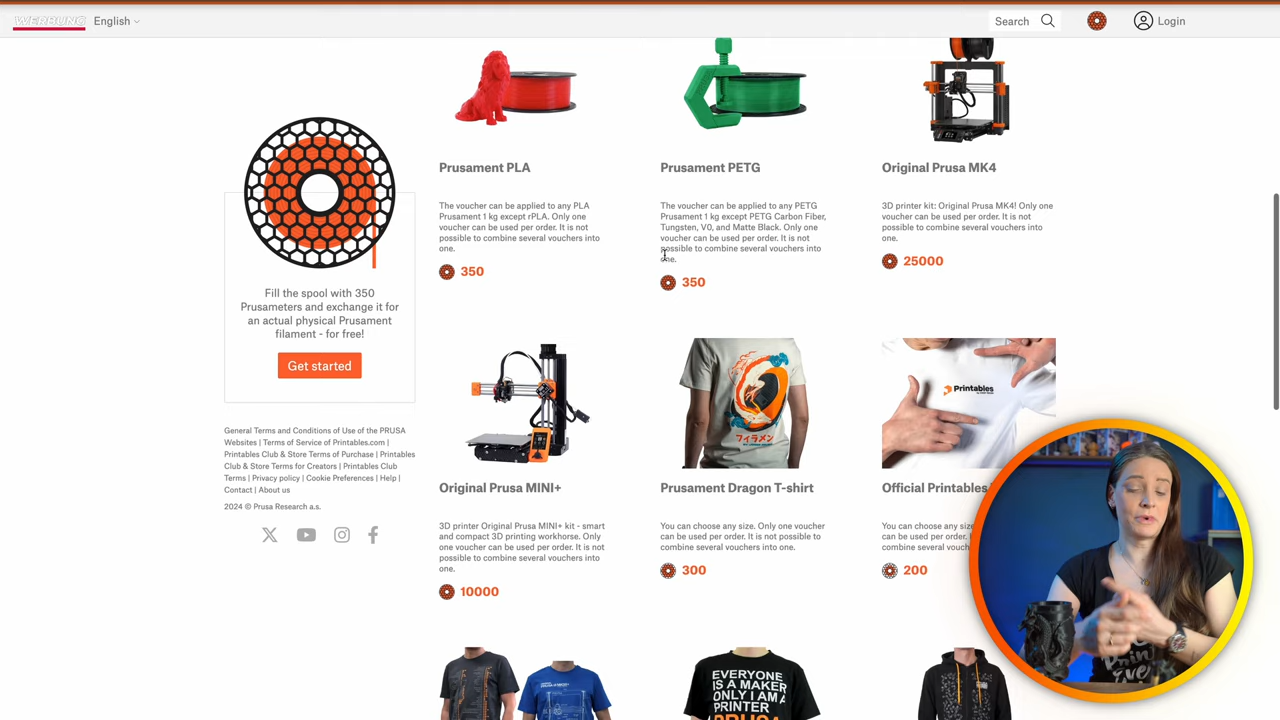 WERBUNG
English
Search
Login
Prusament PLA
The voucher can be applied to any PLA
Prusament 1 kg except rPLA. Only one
voucher can be used per order. It is not
possible to combine several vouchers into
one.
350
Prusament PETG
The voucher can be applied to any PETG
Prusament 1 kg except PETG Carbon Fiber,
Tungsten, V0, and Matte Black. Only one
voucher can be used per order. It is not
possible to combine several vouchers into
one.
350
Original Prusa MK4
3D printer kit: Original Prusa MK4! Only one
voucher can be used per order. It is not
possible to combine several vouchers into
one.
25000
Fill the spool with 350
Prusameters and exchange it for
an actual physical Prusament
filament - for free!
Get started
General Terms and Conditions of Use of the PRUSA
Websites | Terms of Service of Printables.com |
Printables Club & Store Terms of Purchase | Printables
Club & Store Terms for Creators | Printables Club
Terms | Privacy policy | Cookie Preferences | Help |
Contact | About us
2024 © Prusa Research a.s.
Original Prusa MINI+
3D printer Original Prusa MINI+ kit - smart
and compact 3D printing workhorse. Only
one voucher can be used per order. It is not
possible to combine several vouchers into
one.
10000
フィラメン
Prusament Dragon T-shirt
You can choose any size. Only one voucher
can be used per order. It is not possible to
combine several vouchers into one.
300
Printables
Official Printables
You can choose any size
can be used per order.
combine several vouch
200
EVERYONE
IS A MAKER
ONLY I AM A
PRINTER
PRUSA